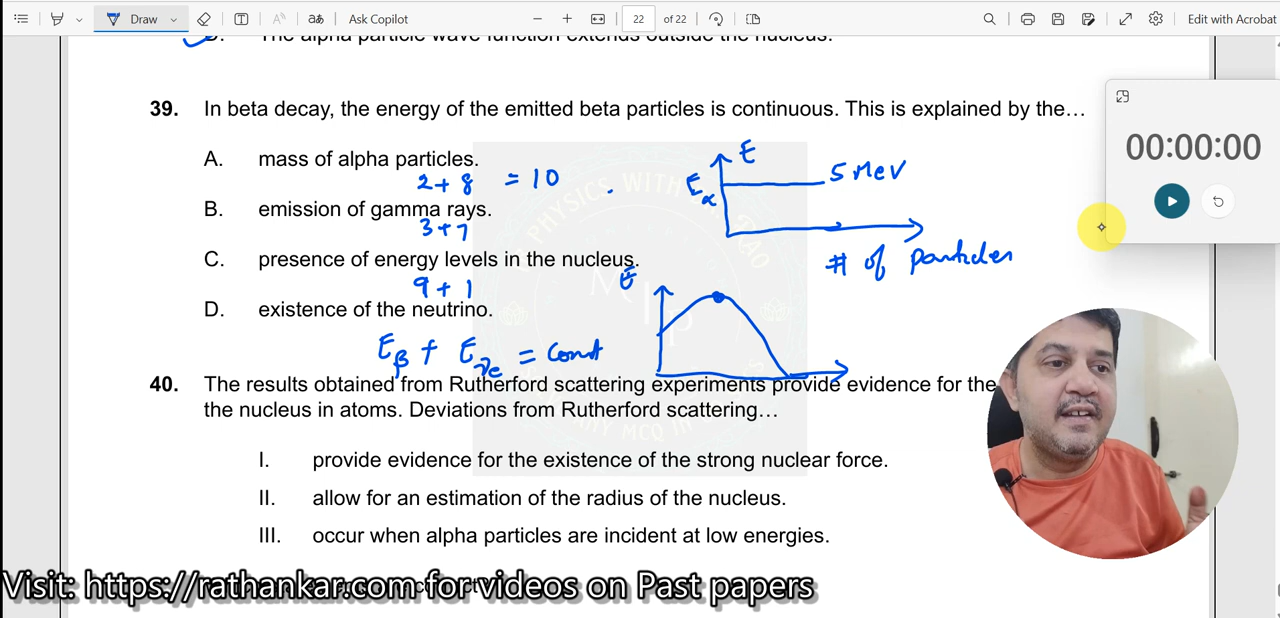 Draw
A
aあ
Ask Copilot
22
of 22
Edit with Acrobat
The alpha particle wave function extends outside the nucleus.
39. In beta decay, the energy of the emitted beta particles is continuous. This is explained by the…
A. mass of alpha particles.
2 + 8 = 10
B. emission of gamma rays.
3 + 7
C. presence of energy levels in the nucleus.
9 + 1
D. existence of the neutrino.
Eβ + Eνe = Const
E
Eα
5 MeV
# of particles
E
00:00:00
40. The results obtained from Rutherford scattering experiments provide evidence for the
the nucleus in atoms. Deviations from Rutherford scattering…
I. provide evidence for the existence of the strong nuclear force.
II. allow for an estimation of the radius of the nucleus.
III. occur when alpha particles are incident at low energies.
Visit: https://rathankar.com for videos on Past papers